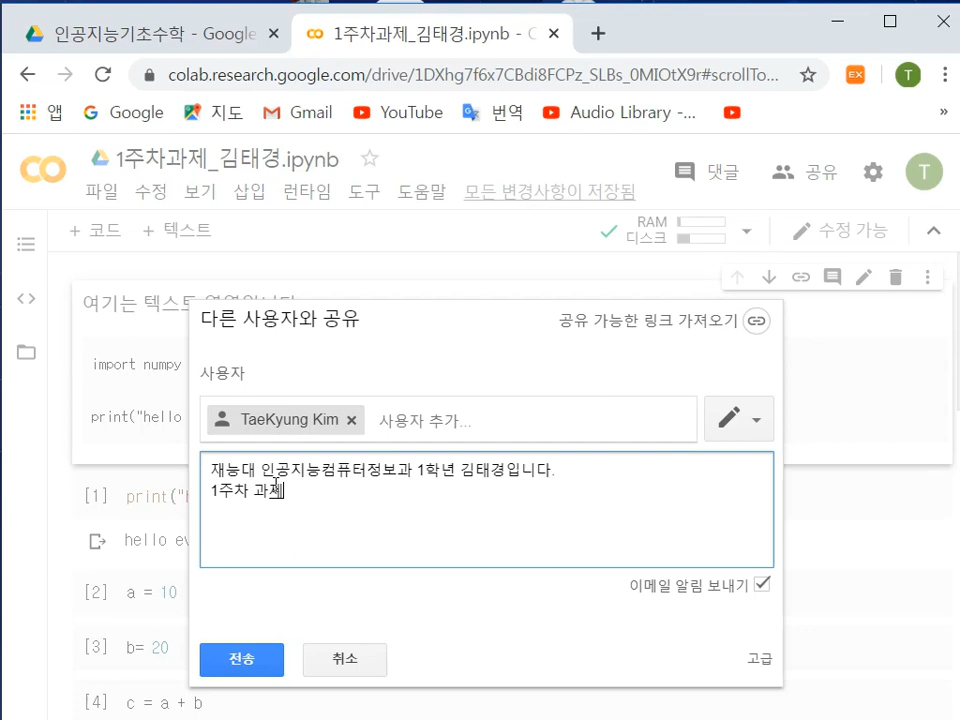 인공지능기초수학 - Google
1주차과제_김태경.ipynb - C
colab.research.google.com/drive/1DXhg7f6x7CBdi8FCPz_SLBs_0MIOtX9r#scrollTo...
EX
T
앱
Google
지도
Gmail
YouTube
번역
Audio Library -...
»
1주차과제_김태경.ipynb
댓글
공유
T
파일 수정 보기 삽입 런타임 도구 도움말 모든 변경사항이 저장됨
+ 코드 + 텍스트
RAM
디스크
수정 가능
여기는 텍스트 영역입니다
import numpy
print("hello
[1] print("h
hello ev
[2] a = 10
[3] b= 20
[4] c = a + b
다른 사용자와 공유
공유 가능한 링크 가져오기
사용자
TaeKyung Kim ×
사용자 추가...
재능대 인공지능컴퓨터정보과 1학년 김태경입니다.
1주차 과제
이메일 알림 보내기
전송
취소
고급